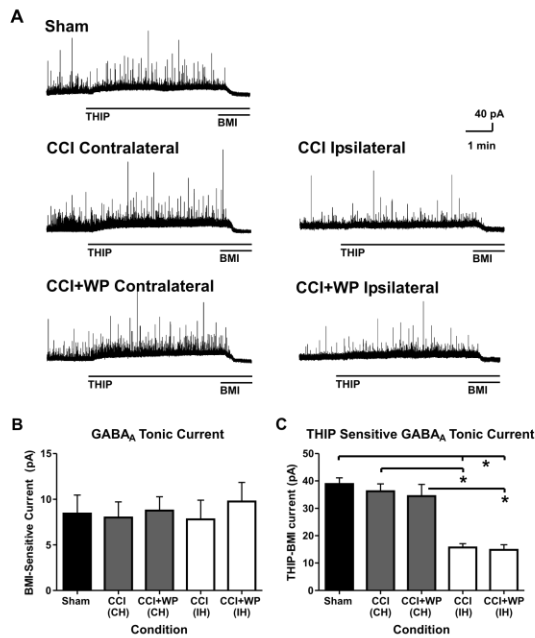 A
Sham
THIP
BMI
40 pA
1 min
CCI Contralateral
THIP
BMI
CCI Ipsilateral
THIP
BMI
CCI+WP Contralateral
THIP
BMI
CCI+WP Ipsilateral
THIP
BMI
B
GABAA Tonic Current
BMI-Sensitive Current (pA)
15
10
5
0
Sham
CCI (CH)
CCI+WP (CH)
CCI (IH)
CCI+WP (IH)
Condition
C
THIP Sensitive GABAA Tonic Current
THIP-BMI current (pA)
50
40
30
20
10
0
*
*
*
Sham
CCI (CH)
CCI+WP (CH)
CCI (IH)
CCI+WP (IH)
Condition